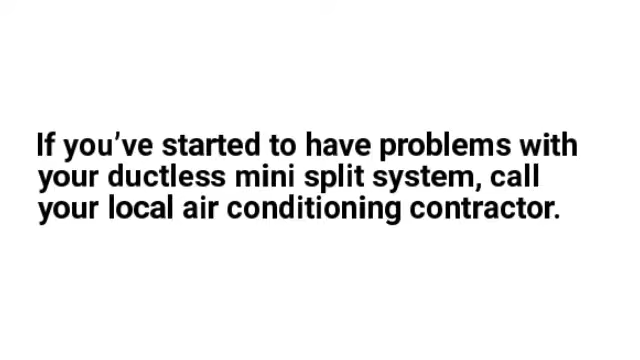 If you’ve started to have problems with
your ductless mini split system, call
your local air conditioning contractor.